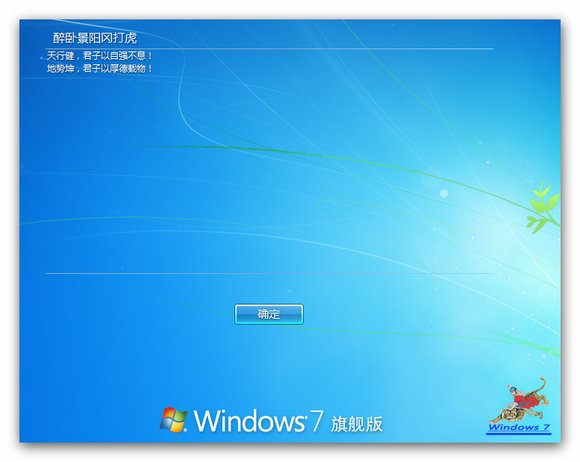 醉卧景阳冈打虎
天行健，君子以自强不息！
地势坤，君子以厚德载物！
确定
Windows 7 旗舰版
Windows 7